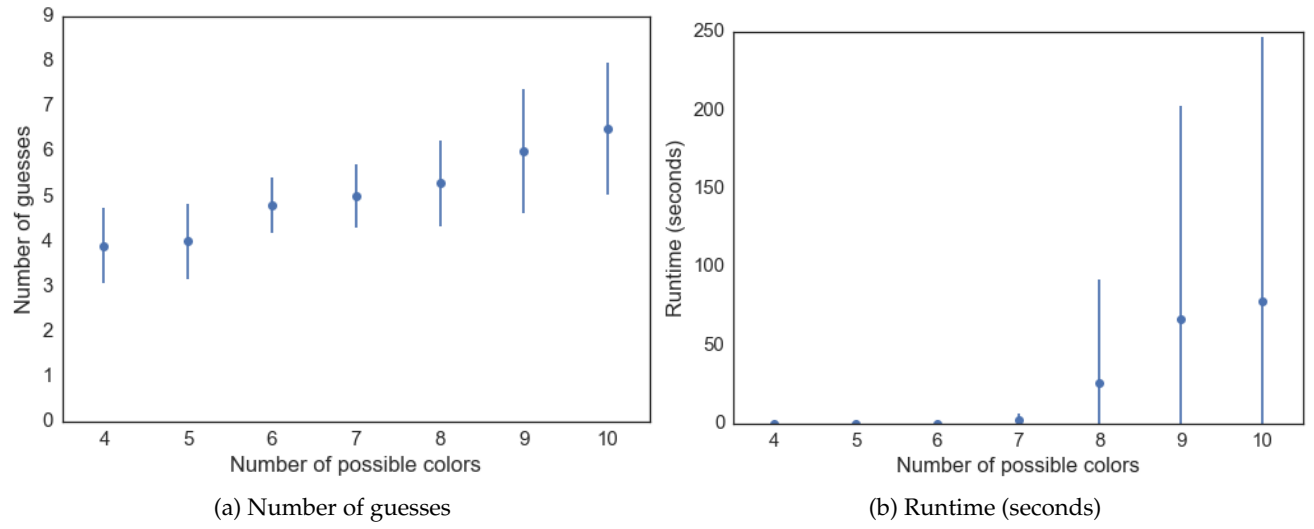 9
8
7
6
5
4
3
2
1
0
Number of guesses
4 5 6 7 8 9 10
Number of possible colors
(a) Number of guesses
250
200
150
100
50
0
Runtime (seconds)
4 5 6 7 8 9 10
Number of possible colors
(b) Runtime (seconds)